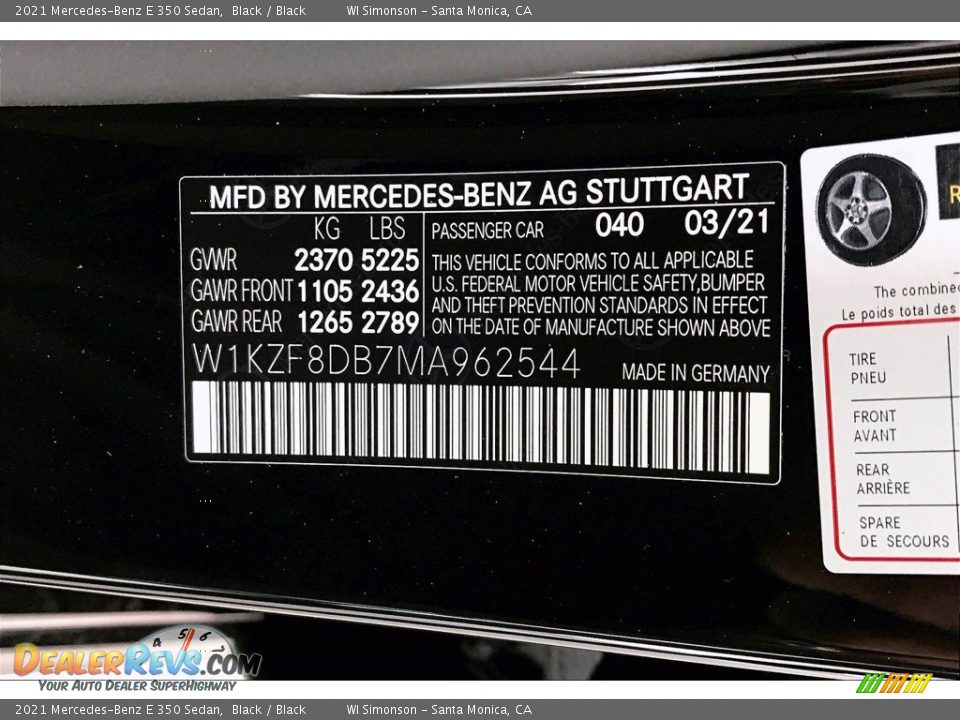 2021 Mercedes-Benz E 350 Sedan, Black / Black WI Simonson - Santa Monica, CA
MFD BY MERCEDES-BENZ AG STUTTGART
KG LBS
GVWR 2370 5225
GAWR FRONT 1105 2436
GAWR REAR 1265 2789
PASSENGER CAR 040 03/21
THIS VEHICLE CONFORMS TO ALL APPLICABLE
U.S. FEDERAL MOTOR VEHICLE SAFETY, BUMPER
AND THEFT PREVENTION STANDARDS IN EFFECT
ON THE DATE OF MANUFACTURE SHOWN ABOVE
W1KZF8DB7MA962544 MADE IN GERMANY
The combined
Le poids total des
TIRE
PNEU
FRONT
AVANT
REAR
ARRIÈRE
SPARE
DE SECOURS
4 5 6
DEALERREVS.COM
YOUR AUTO DEALER SUPERHIGHWAY
2021 Mercedes-Benz E 350 Sedan, Black / Black WI Simonson - Santa Monica, CA